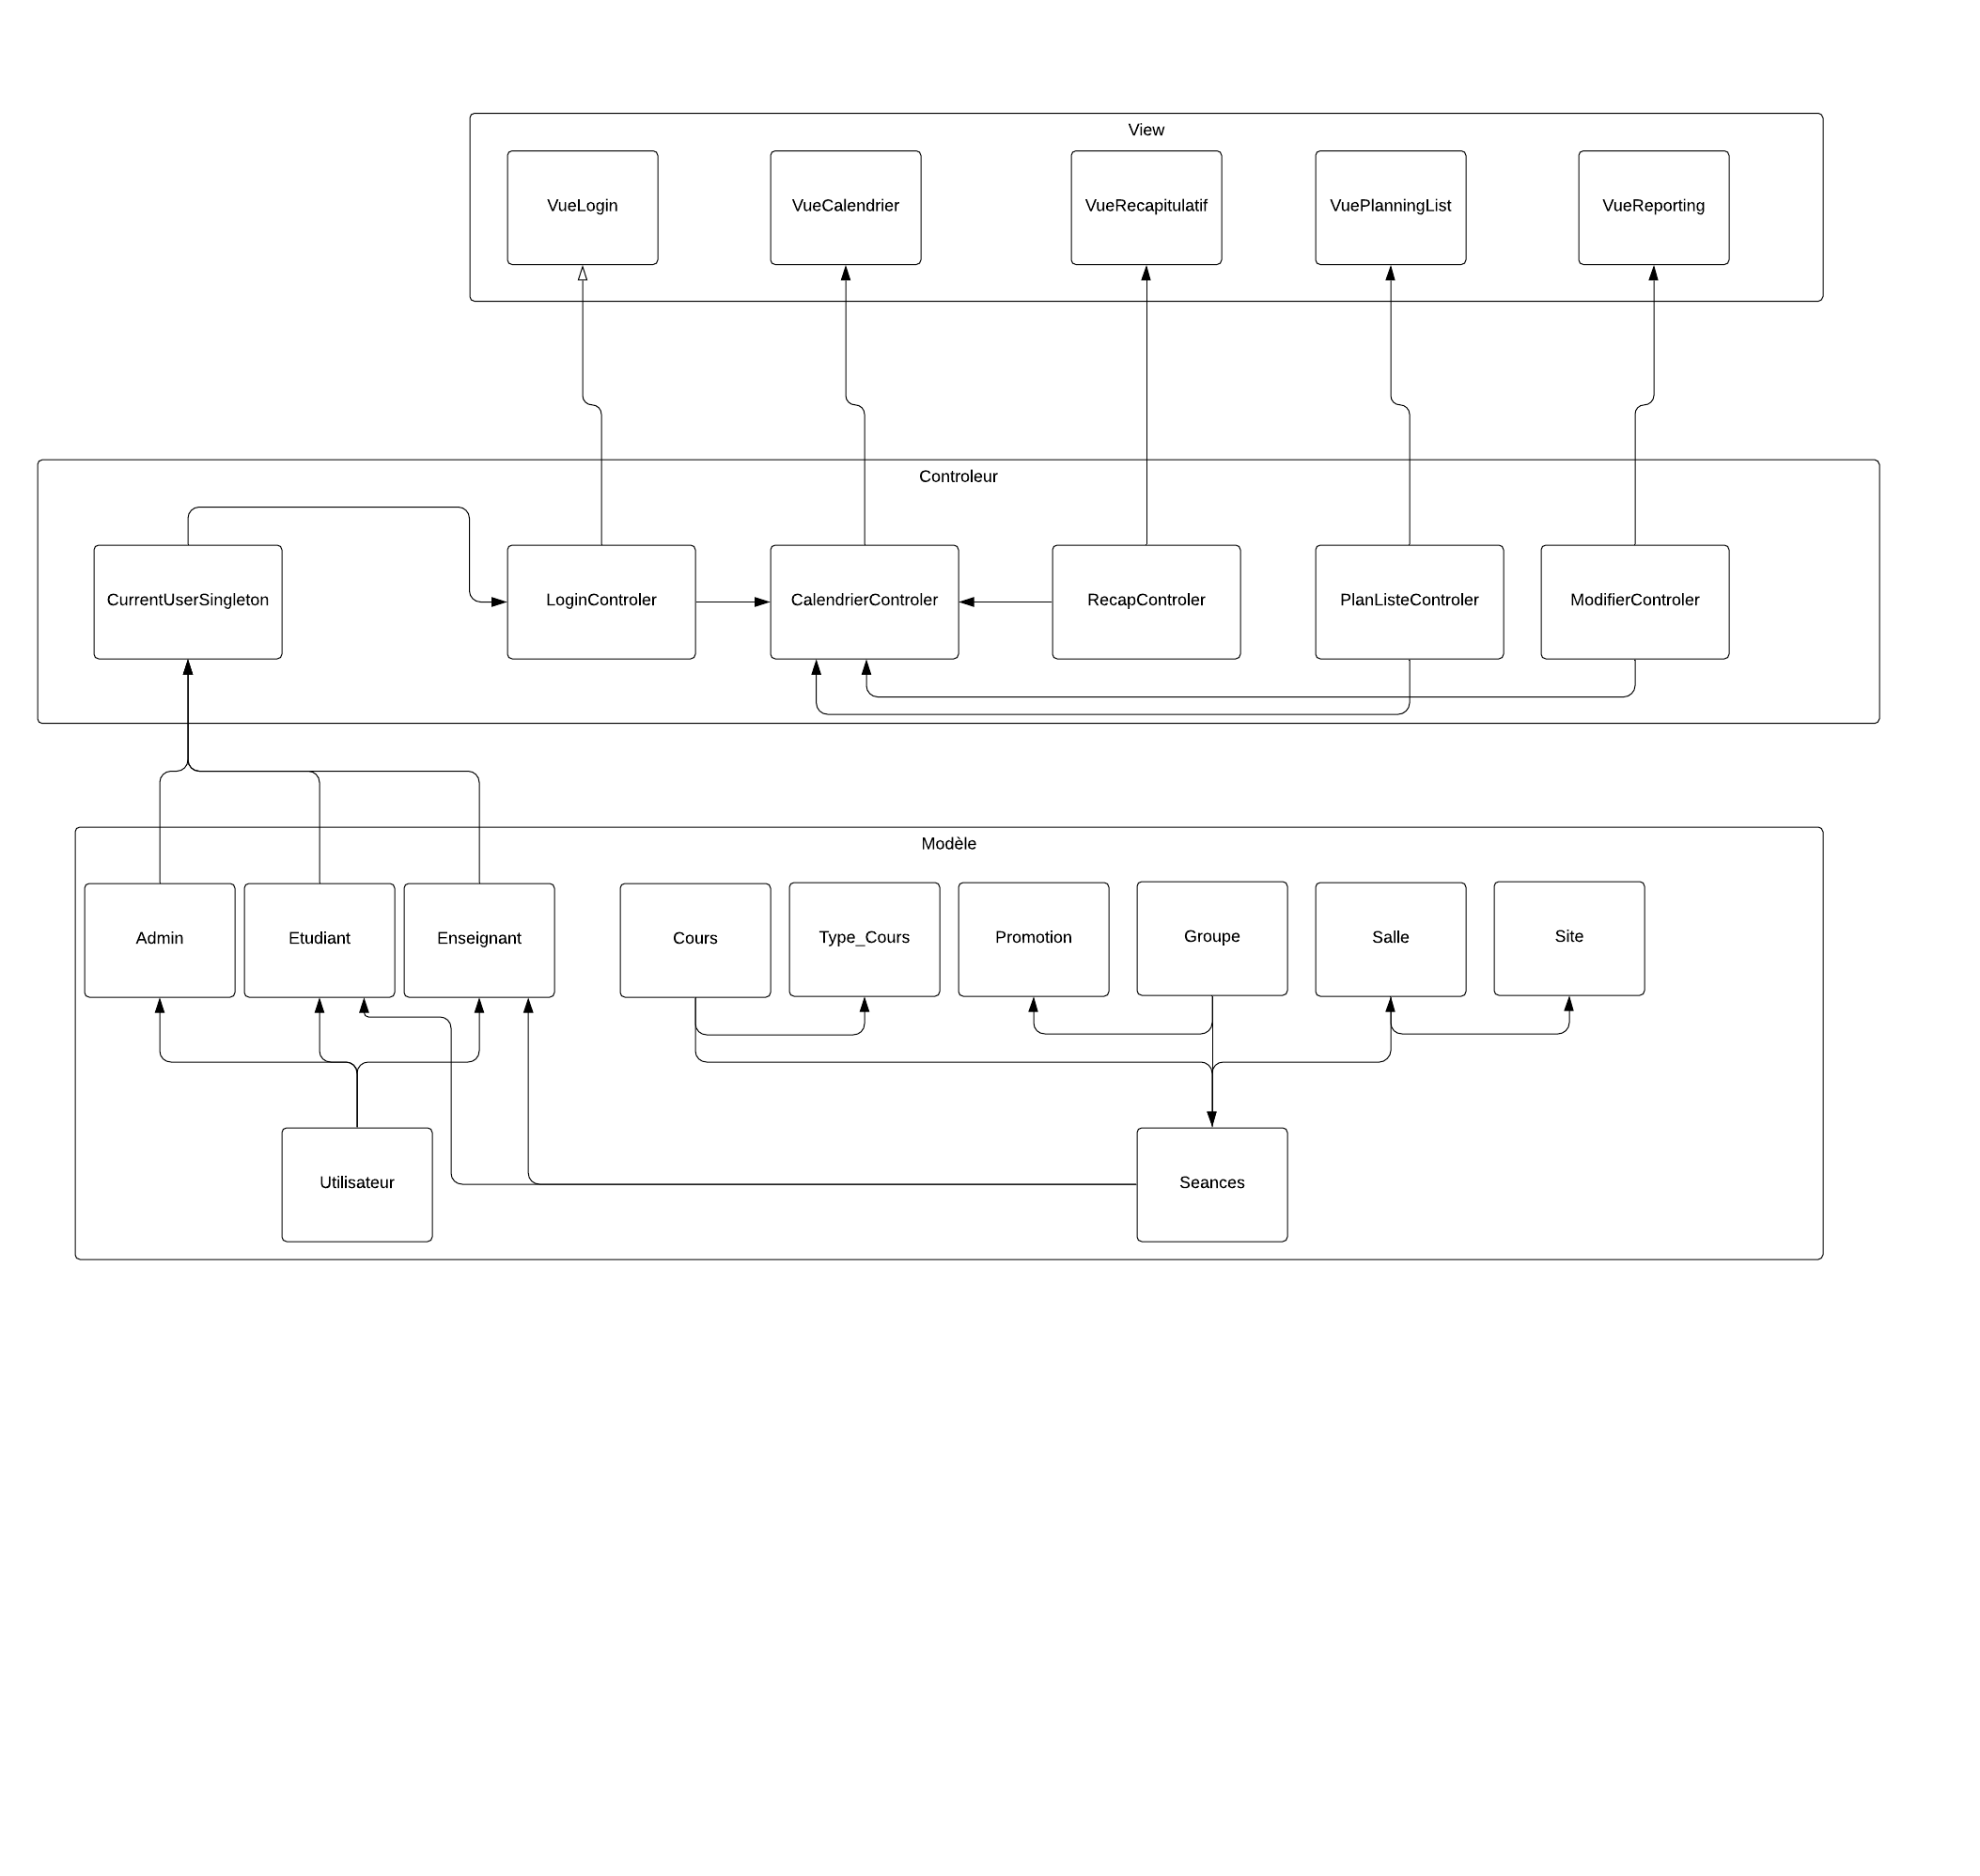 View
VueLogin
VueCalendrier
VueRecapitulatif
VuePlanningList
VueReporting
Controleur
CurrentUserSingleton
LoginControler
CalendrierControler
RecapControler
PlanListeControler
ModifierControler
Modèle
Admin
Etudiant
Enseignant
Cours
Type_Cours
Promotion
Groupe
Salle
Site
Utilisateur
Seances